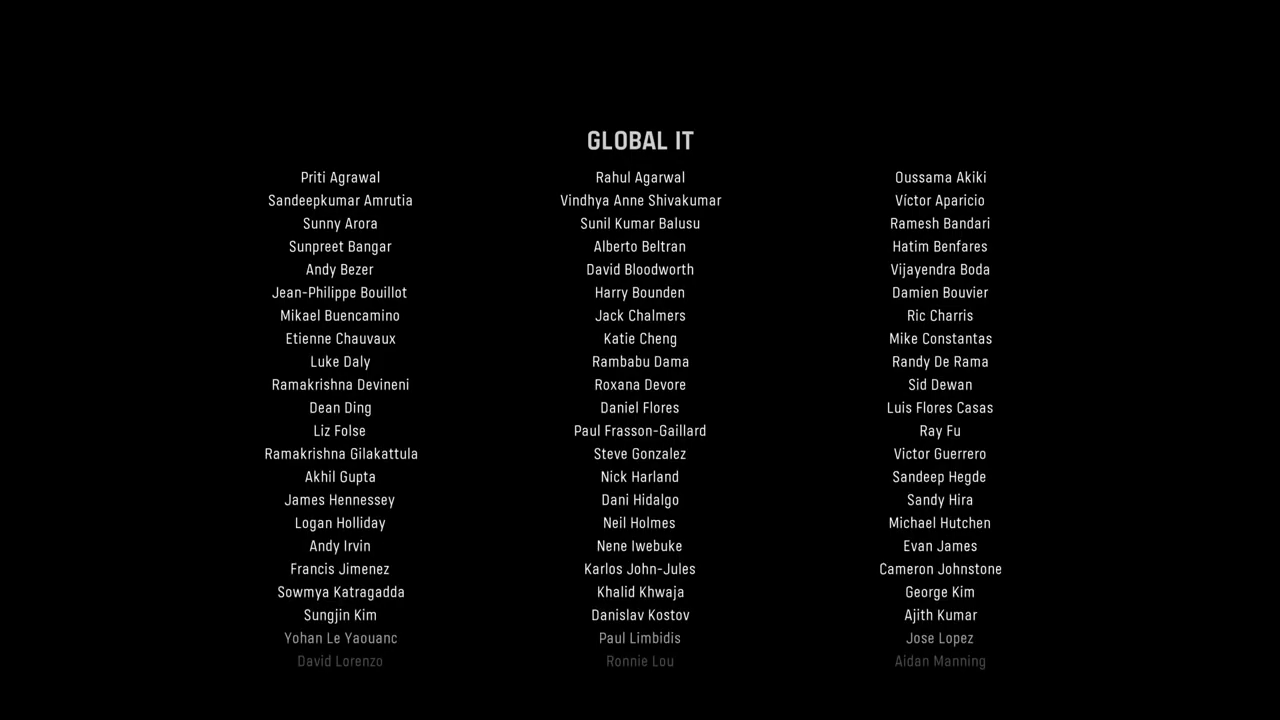 GLOBAL IT
Priti Agrawal Rahul Agarwal Oussama Akiki
Sandeepkumar Amrutia Vindhya Anne Shivakumar Víctor Aparicio
Sunny Arora Sunil Kumar Balusu Ramesh Bandari
Sunpreet Bangar Alberto Beltran Hatim Benfares
Andy Bezer David Bloodworth Vijayendra Boda
Jean-Philippe Bouillot Harry Bounden Damien Bouvier
Mikael Buencamino Jack Chalmers Ric Charris
Etienne Chauvaux Katie Cheng Mike Constantas
Luke Daly Rambabu Dama Randy De Rama
Ramakrishna Devineni Roxana Devore Sid Dewan
Dean Ding Daniel Flores Luis Flores Casas
Liz Folse Paul Frasson-Gaillard Ray Fu
Ramakrishna Gilakattula Steve Gonzalez Victor Guerrero
Akhil Gupta Nick Harland Sandeep Hegde
James Hennessey Dani Hidalgo Sandy Hira
Logan Holliday Neil Holmes Michael Hutchen
Andy Irvin Nene Iwebuke Evan James
Francis Jimenez Karlos John-Jules Cameron Johnstone
Sowmya Katragadda Khalid Khwaja George Kim
Sungjin Kim Danislav Kostov Ajith Kumar
Yohan Le Yaouanc Paul Limbidis Jose Lopez
David Lorenzo Ronnie Lou Aidan Manning